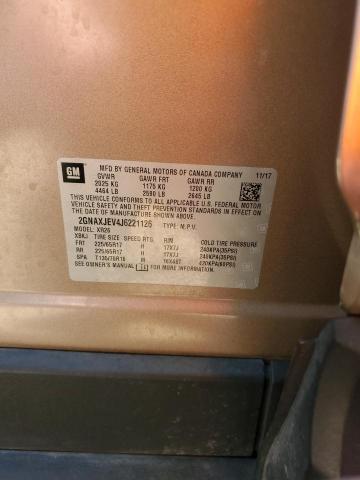 GM
MFD BY GENERAL MOTORS OF CANADA COMPANY 11/17
GVWR GAWR FRT GAWR RR
2025 KG 1175 KG 1200 KG
4464 LB 2590 LB 2645 LB
THIS VEHICLE CONFORMS TO ALL APPLICABLE U.S. FEDERAL MOTOR
VEHICLE SAFETY AND THEFT PREVENTION STANDARDS IN EFFECT ON
THE DATE OF MANUFACTURE SHOWN ABOVE.
2GNAXJEV4J6221126 TYPE: M.P.V.
MODEL: XR26
XBKJ TIRE SIZE SPEED RTG RIM COLD TIRE PRESSURE
FRT 225/65R17 H 17X7J 240KPA(35PSI)
RR 225/65R17 H 17X7J 240KPA(35PSI)
SPA T135/70R16 M 16X4BT 420KPA(60PSI)
SEE OWNER'S MANUAL FOR MORE INFORMATION